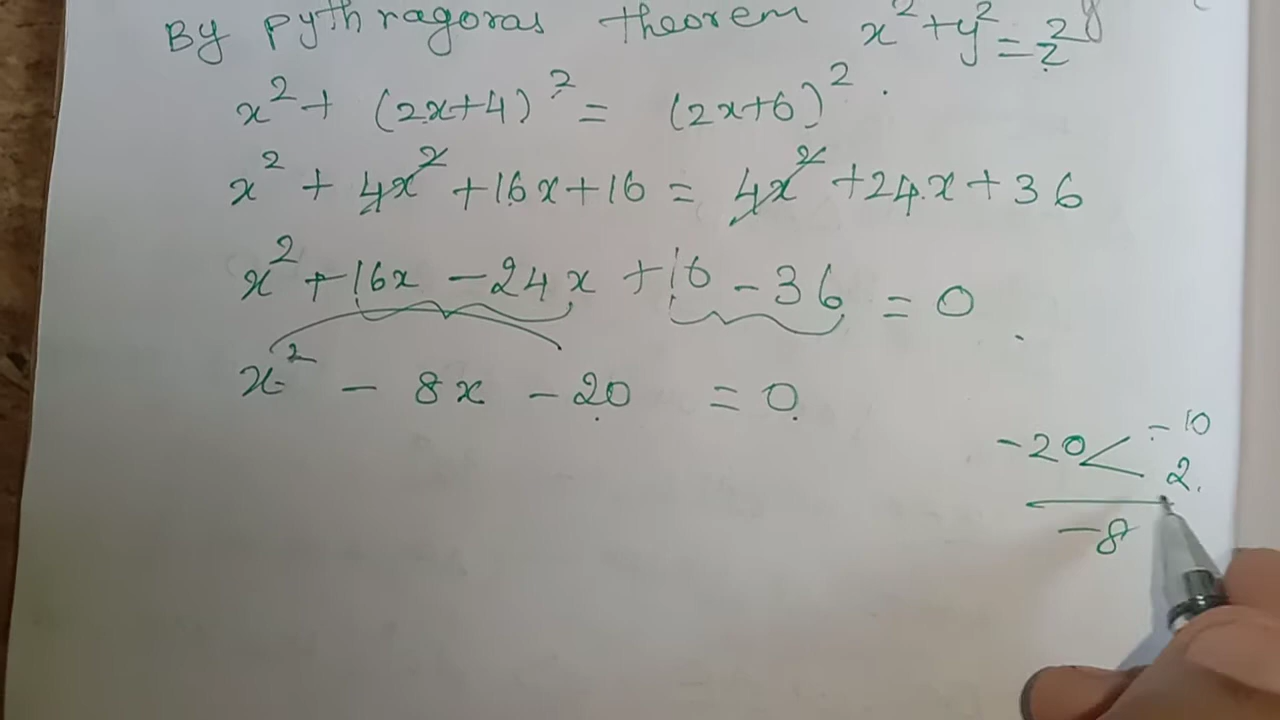 By pythragoras theorem x² + y² = z²
x² + (2x+4)² = (2x+6)².
x² + 4x² + 16x + 16 = 4x² + 24x + 36
x² + 16x - 24x + 16 - 36 = 0
x² - 8x - 20 = 0
-20 < -10
2
-8